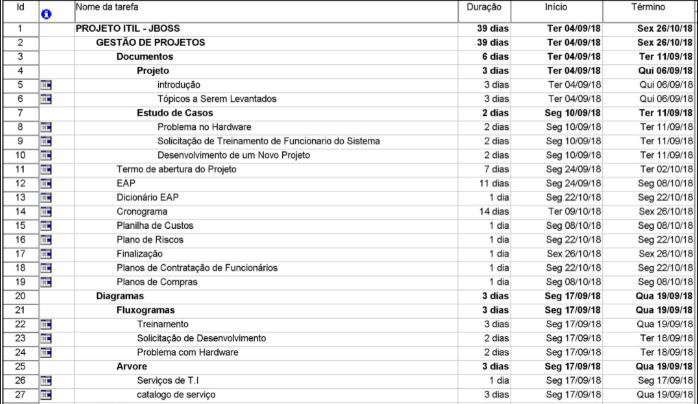 Id Nome da tarefa Duração Início Término
1 PROJETO ITIL - JBOSS 39 dias Ter 04/09/18 Sex 26/10/18
2 GESTÃO DE PROJETOS 39 dias Ter 04/09/18 Sex 26/10/18
3 Documentos 6 dias Ter 04/09/18 Ter 11/09/18
4 Projeto 3 dias Ter 04/09/18 Qui 06/09/18
5 introdução 3 dias Ter 04/09/18 Qui 06/09/18
6 Tópicos a Serem Levantados 3 dias Ter 04/09/18 Qui 06/09/18
7 Estudo de Casos 2 dias Seg 10/09/18 Ter 11/09/18
8 Problema no Hardware 2 dias Seg 10/09/18 Ter 11/09/18
9 Solicitação de Treinamento de Funcionario do Sistema 2 dias Seg 10/09/18 Ter 11/09/18
10 Desenvolvimento de um Novo Projeto 2 dias Seg 10/09/18 Ter 11/09/18
11 Termo de abertura do Projeto 7 dias Seg 24/09/18 Ter 02/10/18
12 EAP 11 dias Seg 24/09/18 Seg 08/10/18
13 Dicionário EAP 1 dia Seg 22/10/18 Seg 22/10/18
14 Cronograma 14 dias Ter 09/10/18 Sex 26/10/18
15 Planilha de Custos 1 dia Seg 08/10/18 Seg 08/10/18
16 Plano de Riscos 1 dia Seg 22/10/18 Seg 22/10/18
17 Finalização 1 dia Sex 26/10/18 Sex 26/10/18
18 Planos de Contratação de Funcionários 1 dia Seg 22/10/18 Seg 22/10/18
19 Planos de Compras 1 dia Seg 08/10/18 Seg 08/10/18
20 Diagramas 3 dias Seg 17/09/18 Qua 19/09/18
21 Fluxogramas 3 dias Seg 17/09/18 Qua 19/09/18
22 Treinamento 3 dias Seg 17/09/18 Qua 19/09/18
23 Solicitação de Desenvolvimento 2 dias Seg 17/09/18 Ter 18/09/18
24 Problema com Hardware 2 dias Seg 17/09/18 Ter 18/09/18
25 Arvore 3 dias Seg 17/09/18 Qua 19/09/18
26 Serviços de T.I 1 dia Seg 17/09/18 Seg 17/09/18
27 catalogo de serviço 3 dias Seg 17/09/18 Qua 19/09/18